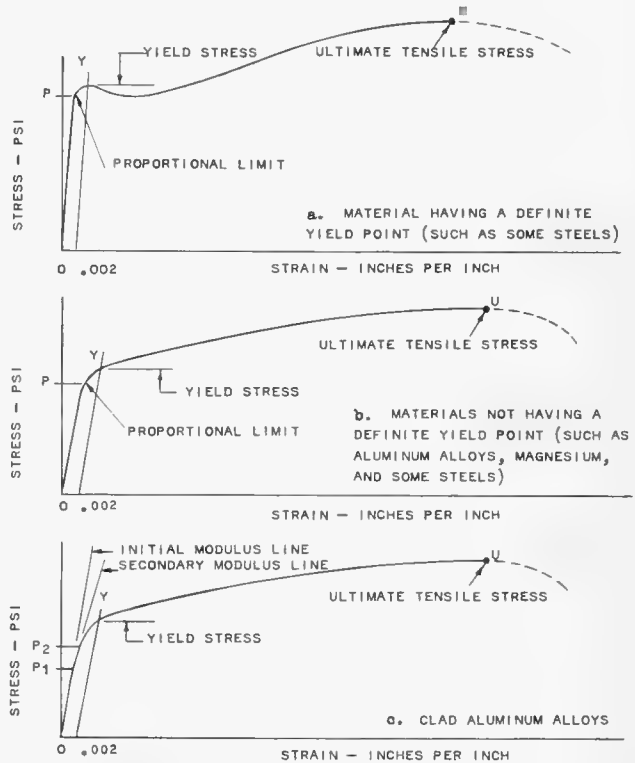 YIELD STRESS
Y
ULTIMATE TENSILE STRESS
P
PROPORTIONAL LIMIT
STRESS – PSI
a. MATERIAL HAVING A DEFINITE
YIELD POINT (SUCH AS SOME STEELS)
0 .002
STRAIN – INCHES PER INCH
U
Y
ULTIMATE TENSILE STRESS
P
YIELD STRESS
PROPORTIONAL LIMIT
STRESS – PSI
b. MATERIALS NOT HAVING A
DEFINITE YIELD POINT (SUCH AS
ALUMINUM ALLOYS, MAGNESIUM,
AND SOME STEELS)
0 .002
STRAIN – INCHES PER INCH
INITIAL MODULUS LINE
SECONDARY MODULUS LINE
U
Y
ULTIMATE TENSILE STRESS
YIELD STRESS
P2
P1
STRESS – PSI
c. CLAD ALUMINUM ALLOYS
0 .002
STRAIN – INCHES PER INCH